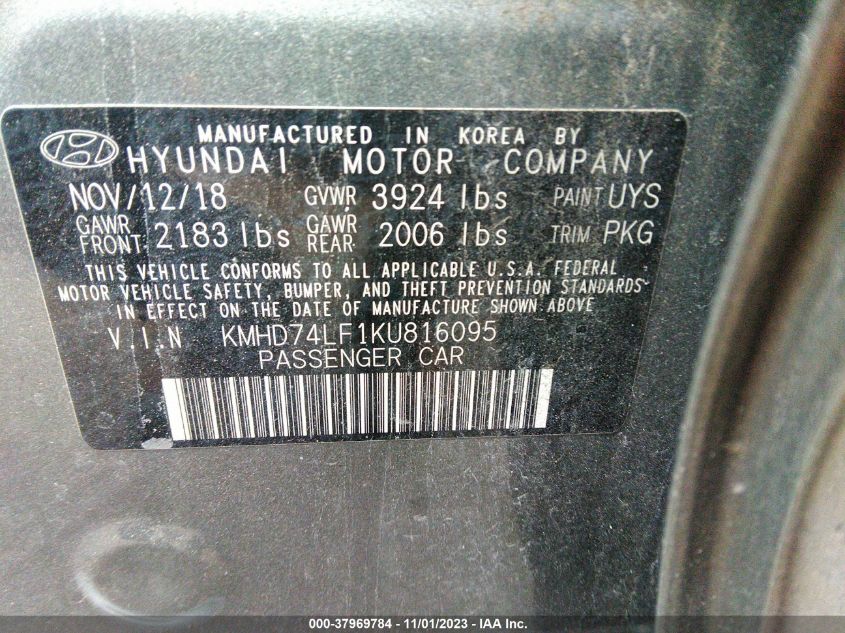 MANUFACTURED IN KOREA BY
HYUNDAI MOTOR COMPANY
NOV/12/18 GVWR 3924 lbs PAINT UYS
GAWR FRONT 2183 lbs GAWR REAR 2006 lbs TRIM PKG
THIS VEHICLE CONFORMS TO ALL APPLICABLE U.S.A. FEDERAL
MOTOR VEHICLE SAFETY, BUMPER, AND THEFT PREVENTION STANDARDS
IN EFFECT ON THE DATE OF MANUFACTURE SHOWN ABOVE
V.I.N KMHD74LF1KU816095
PASSENGER CAR
000-37969784 - 11/01/2023 - IAA Inc.